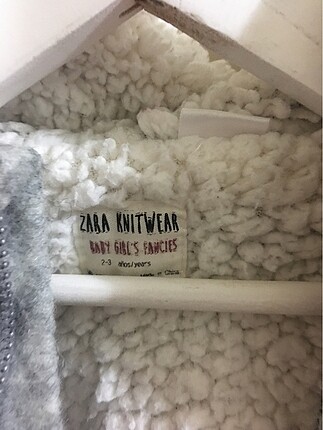 ZARA KNITWEAR
BABY GIRL'S FANCIES
2-3 años/years